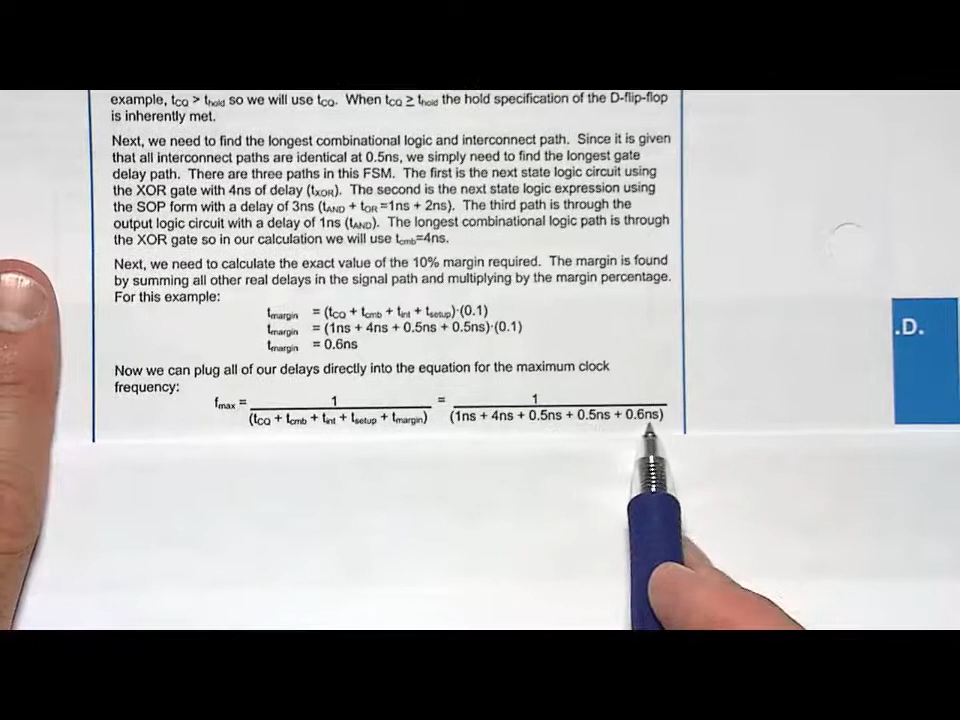 example, tCQ > thold so we will use tCQ. When tCQ ≥ thold the hold specification of the D-flip-flop
is inherently met.
Next, we need to find the longest combinational logic and interconnect path. Since it is given
that all interconnect paths are identical at 0.5ns, we simply need to find the longest gate
delay path. There are three paths in this FSM. The first is the next state logic circuit using
the XOR gate with 4ns of delay (tXOR). The second is the next state logic expression using
the SOP form with a delay of 3ns (tAND + tOR =1ns + 2ns). The third path is through the
output logic circuit with a delay of 1ns (tAND). The longest combinational logic path is through
the XOR gate so in our calculation we will use tcmb=4ns.
Next, we need to calculate the exact value of the 10% margin required. The margin is found
by summing all other real delays in the signal path and multiplying by the margin percentage.
For this example:
tmargin = (tCQ + tcmb + tint + tsetup)·(0.1)
tmargin = (1ns + 4ns + 0.5ns + 0.5ns)·(0.1)
tmargin = 0.6ns
Now we can plug all of our delays directly into the equation for the maximum clock
frequency:
1 1
fmax = =
(tCQ + tcmb + tint + tsetup + tmargin) (1ns + 4ns + 0.5ns + 0.5ns + 0.6ns)
.D.